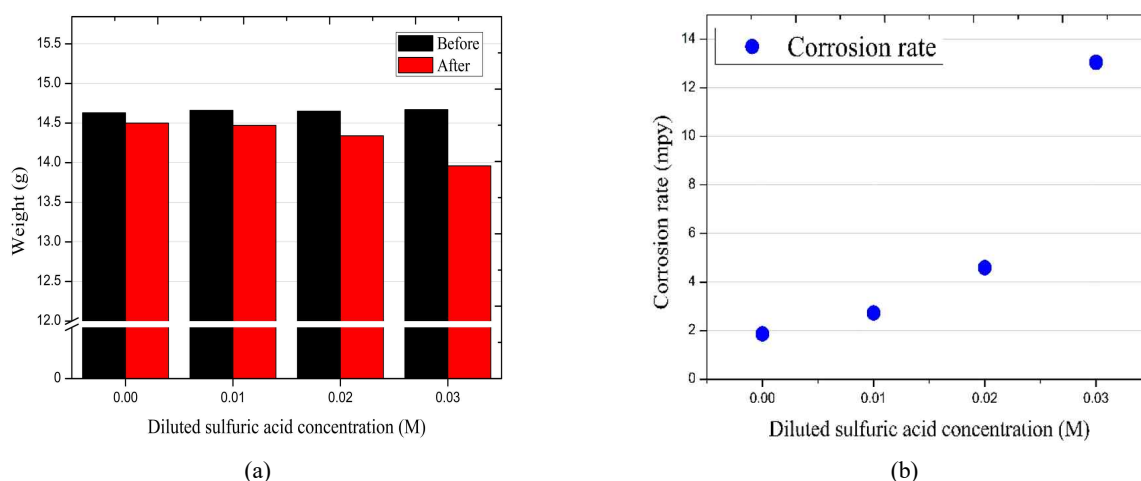 15.5
15.0
14.5
14.0
13.5
13.0
12.5
12.0
0
Weight (g)
Before
After
0.00 0.01 0.02 0.03
Diluted sulfuric acid concentration (M)
(a)
14
12
10
8
6
4
2
0
Corrosion rate (mpy)
Corrosion rate
0.00 0.01 0.02 0.03
Diluted sulfuric acid concentration (M)
(b)